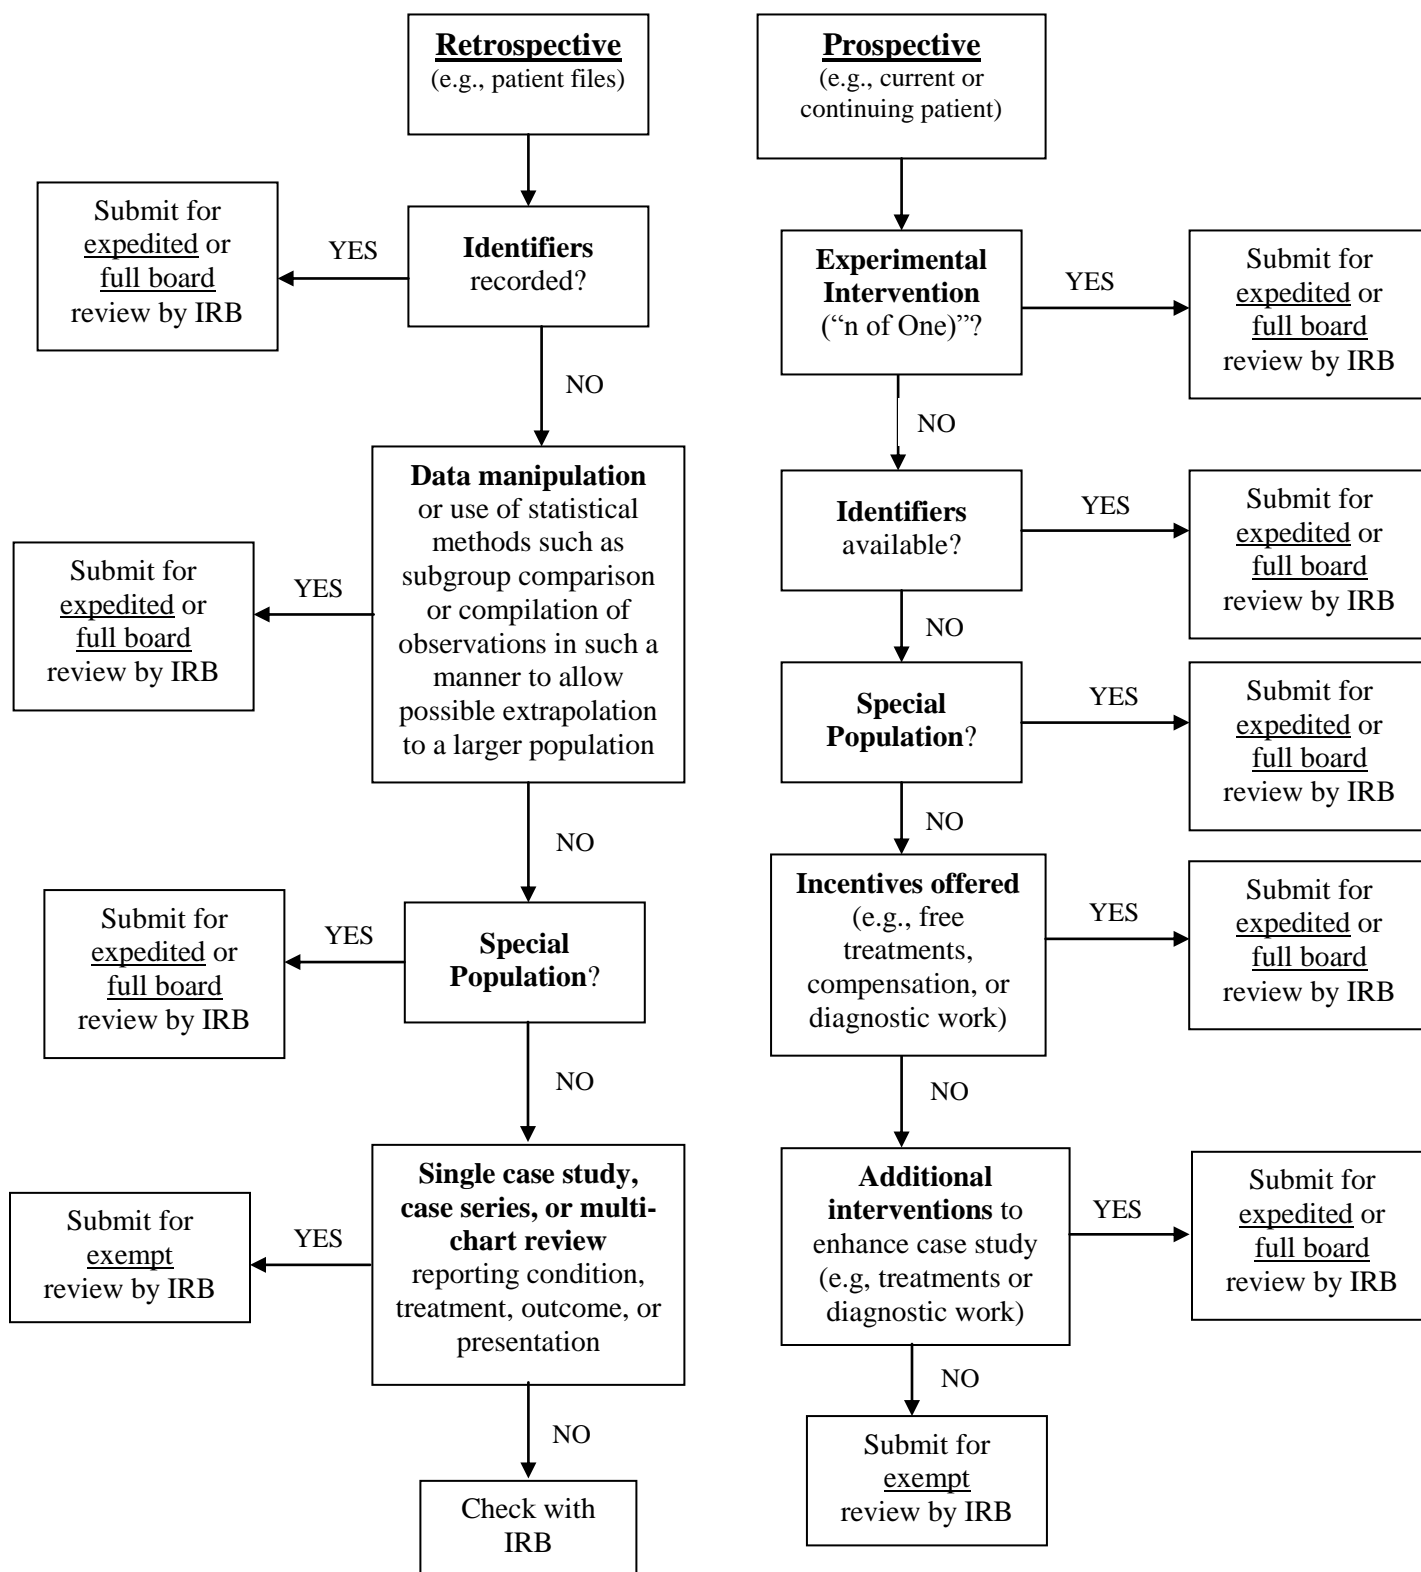 Retrospective
(e.g., patient files)
Identifiers
recorded?
YES
Submit for
expedited or
full board
review by IRB
NO
Data manipulation
or use of statistical
methods such as
subgroup comparison
or compilation of
observations in such a
manner to allow
possible extrapolation
to a larger population
YES
Submit for
expedited or
full board
review by IRB
NO
Special
Population?
YES
Submit for
expedited or
full board
review by IRB
NO
Single case study,
case series, or multi-
chart review
reporting condition,
treatment, outcome, or
presentation
YES
Submit for
exempt
review by IRB
NO
Check with
IRB
Prospective
(e.g., current or
continuing patient)
Experimental
Intervention
(“n of One)”?
YES
Submit for
expedited or
full board
review by IRB
NO
Identifiers
available?
YES
Submit for
expedited or
full board
review by IRB
NO
Special
Population?
YES
Submit for
expedited or
full board
review by IRB
NO
Incentives offered
(e.g., free
treatments,
compensation, or
diagnostic work)
YES
Submit for
expedited or
full board
review by IRB
NO
Additional
interventions to
enhance case study
(e.g, treatments or
diagnostic work)
YES
Submit for
expedited or
full board
review by IRB
NO
Submit for
exempt
review by IRB